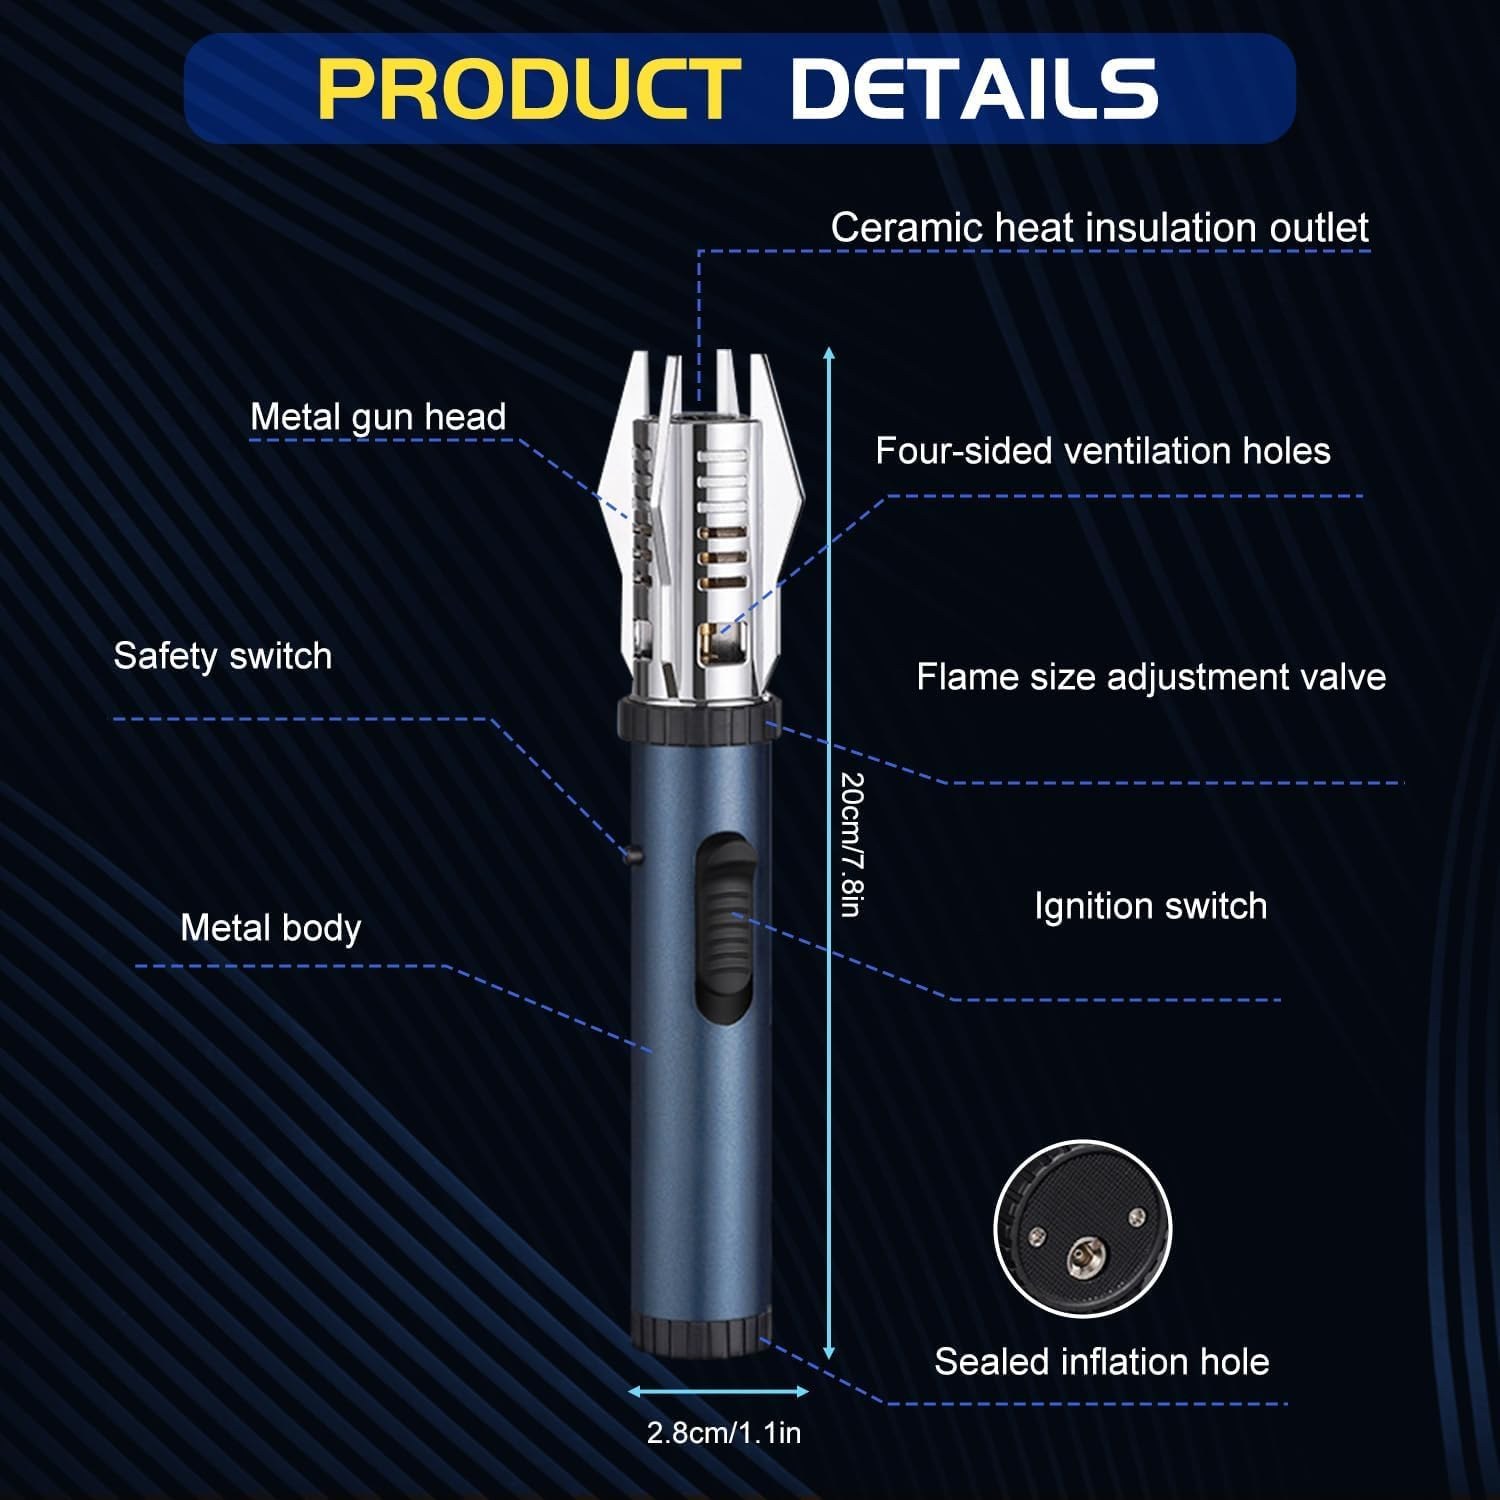 PRODUCT DETAILS
Ceramic heat insulation outlet
Metal gun head
Four-sided ventilation holes
Safety switch
Flame size adjustment valve
20cm/7.8in
Ignition switch
Metal body
Sealed inflation hole
2.8cm/1.1in